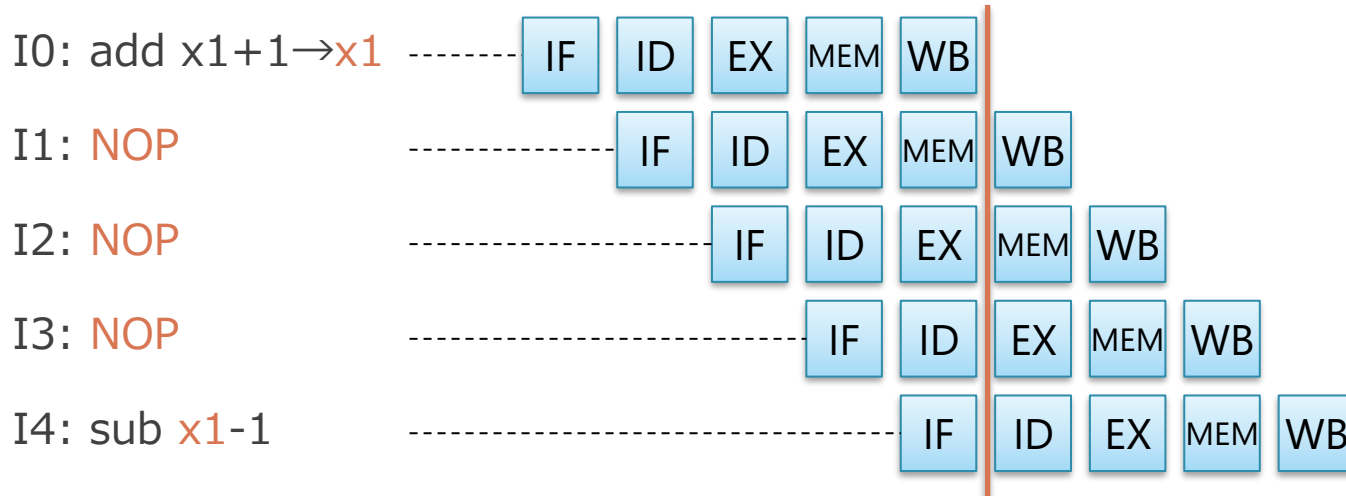 I0: add x1+1→x1 IF ID EX MEM WB
I1: NOP IF ID EX MEM WB
I2: NOP IF ID EX MEM WB
I3: NOP IF ID EX MEM WB
I4: sub x1-1 IF ID EX MEM WB